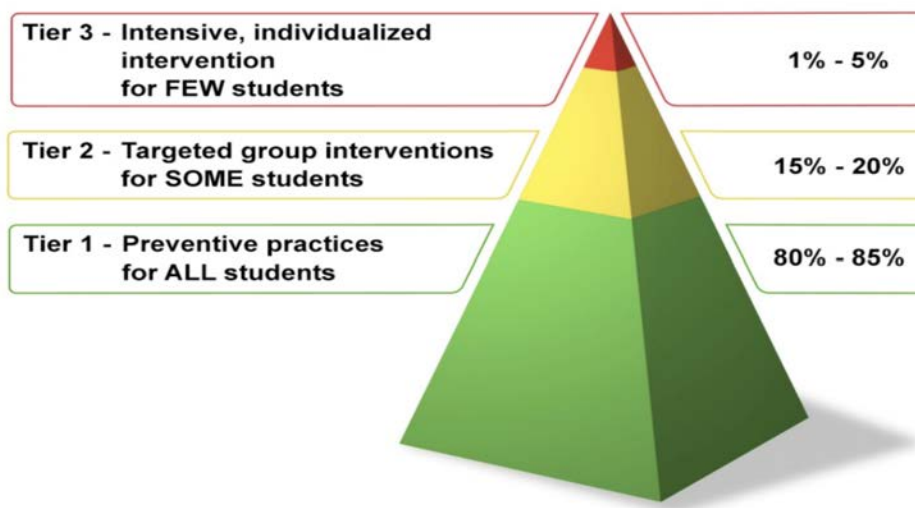 Tier 3 - Intensive, individualized
intervention
for FEW students
1% - 5%
Tier 2 - Targeted group interventions
for SOME students
15% - 20%
Tier 1 - Preventive practices
for ALL students
80% - 85%